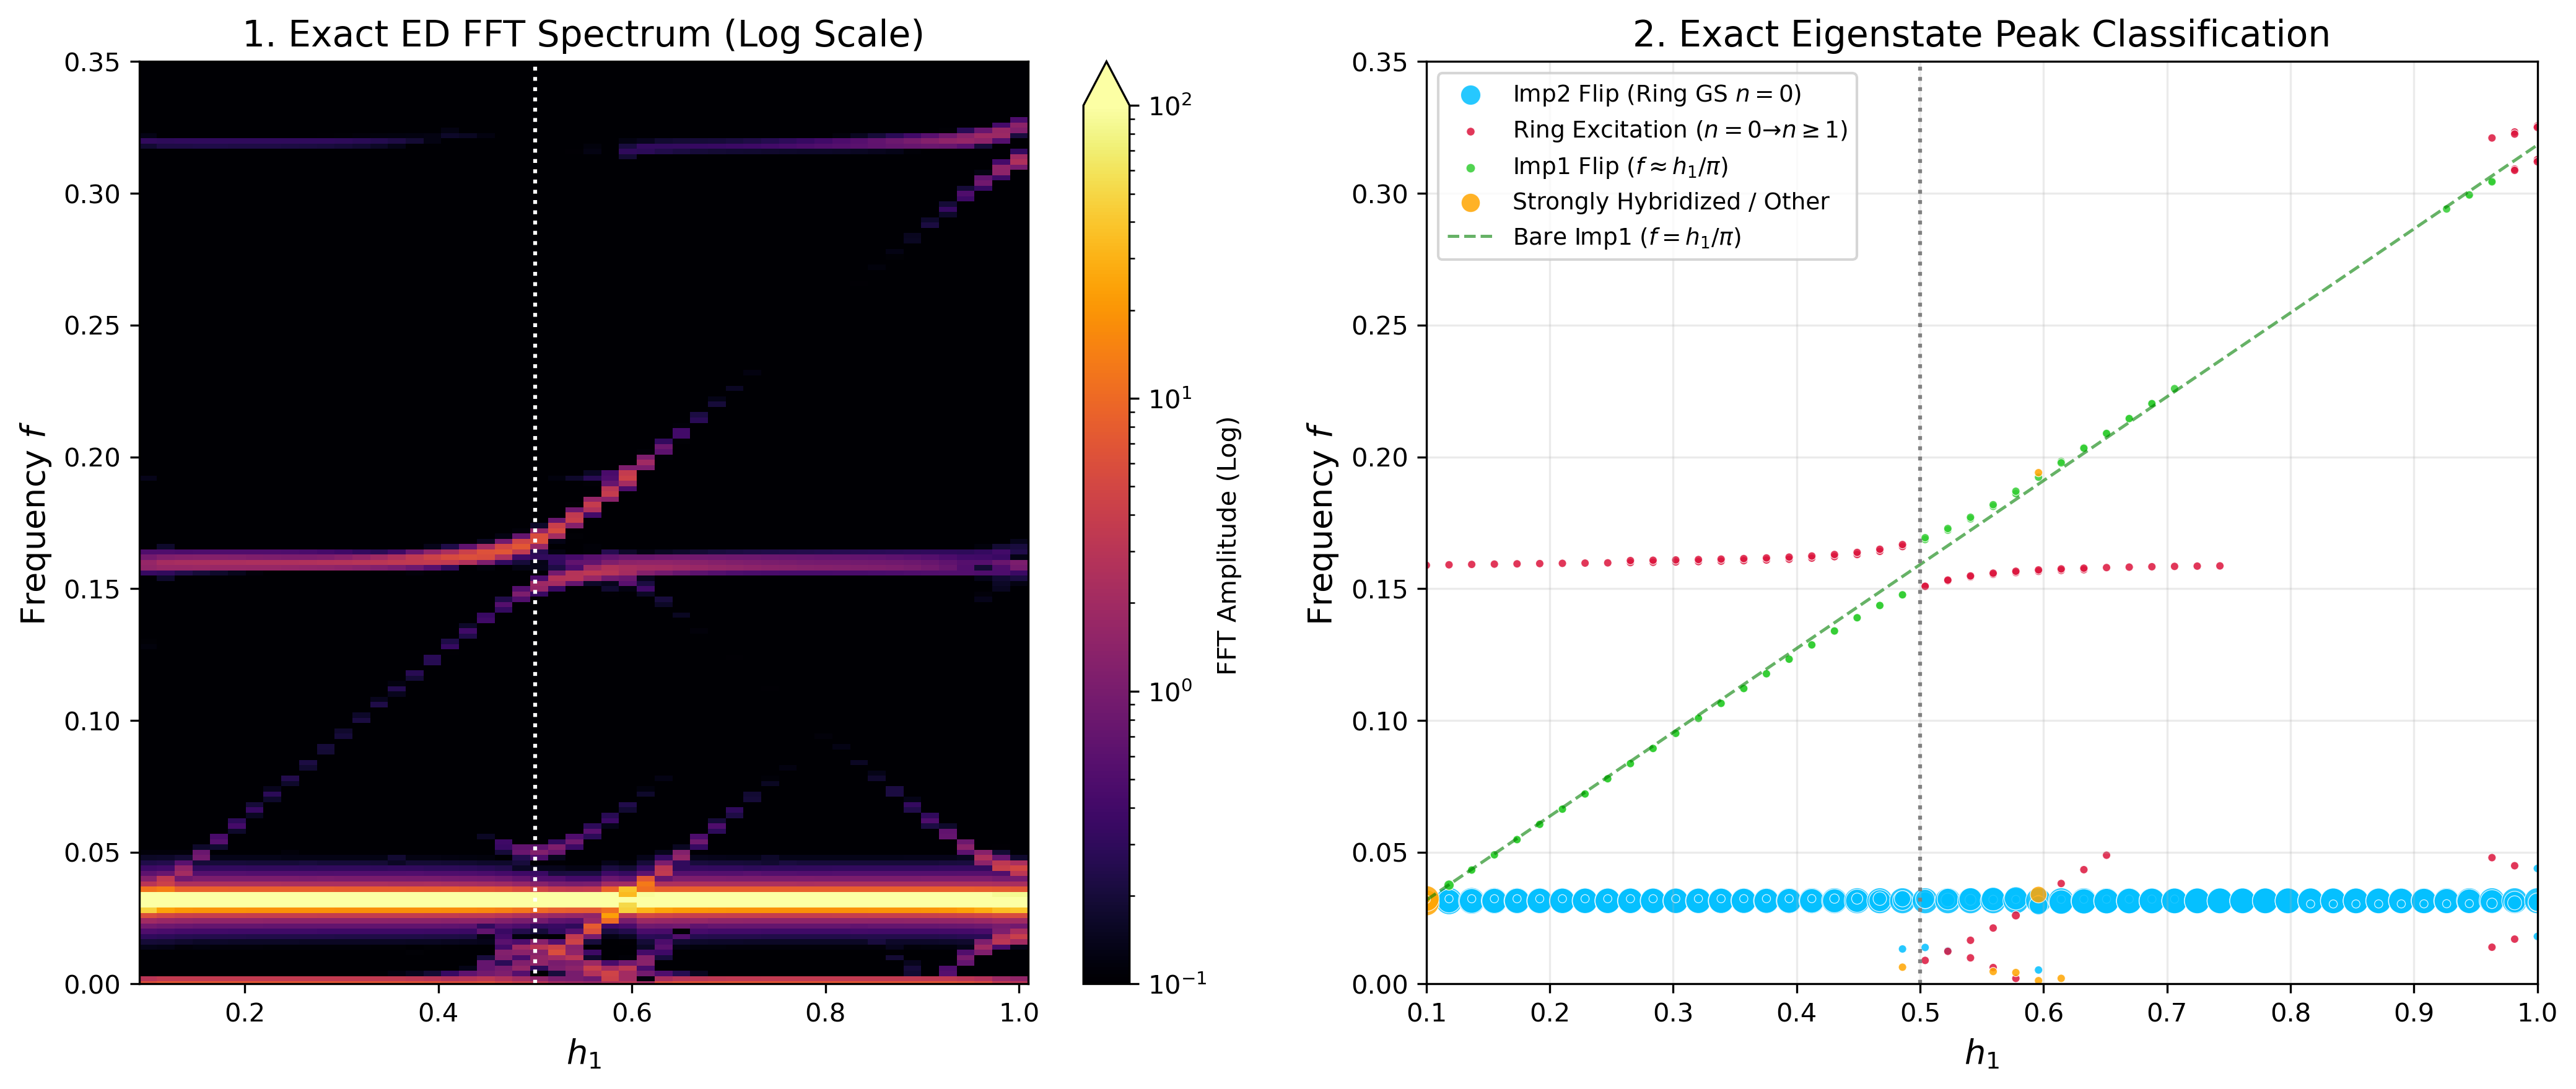 1. Exact ED FFT Spectrum (Log Scale)
0.35
0.30
0.25
0.20
0.15
0.10
0.05
0.00
Frequency f
0.2
0.4
0.6
0.8
1.0
h₁
10²
10¹
10⁰
10⁻¹
FFT Amplitude (Log)
2. Exact Eigenstate Peak Classification
Imp2 Flip (Ring GS n = 0)
Ring Excitation (n = 0→n ≥ 1)
Imp1 Flip (f ≈ h₁/π)
Strongly Hybridized / Other
Bare Imp1 (f = h₁/π)
0.35
0.30
0.25
0.20
0.15
0.10
0.05
0.00
Frequency f
0.1
0.2
0.3
0.4
0.5
0.6
0.7
0.8
0.9
1.0
h₁